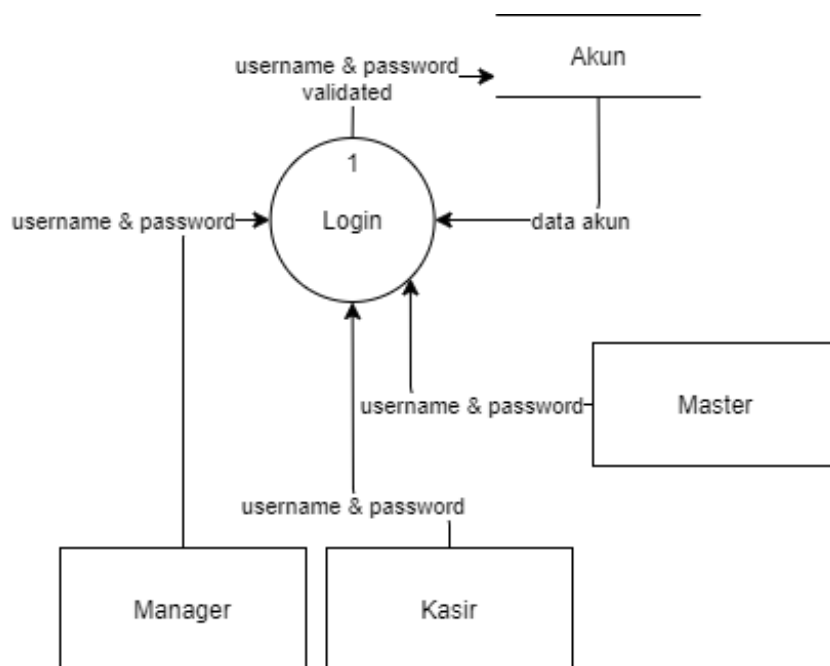 Akun
username & password
validated
1
Login
username & password
data akun
username & password
Master
username & password
Manager
Kasir